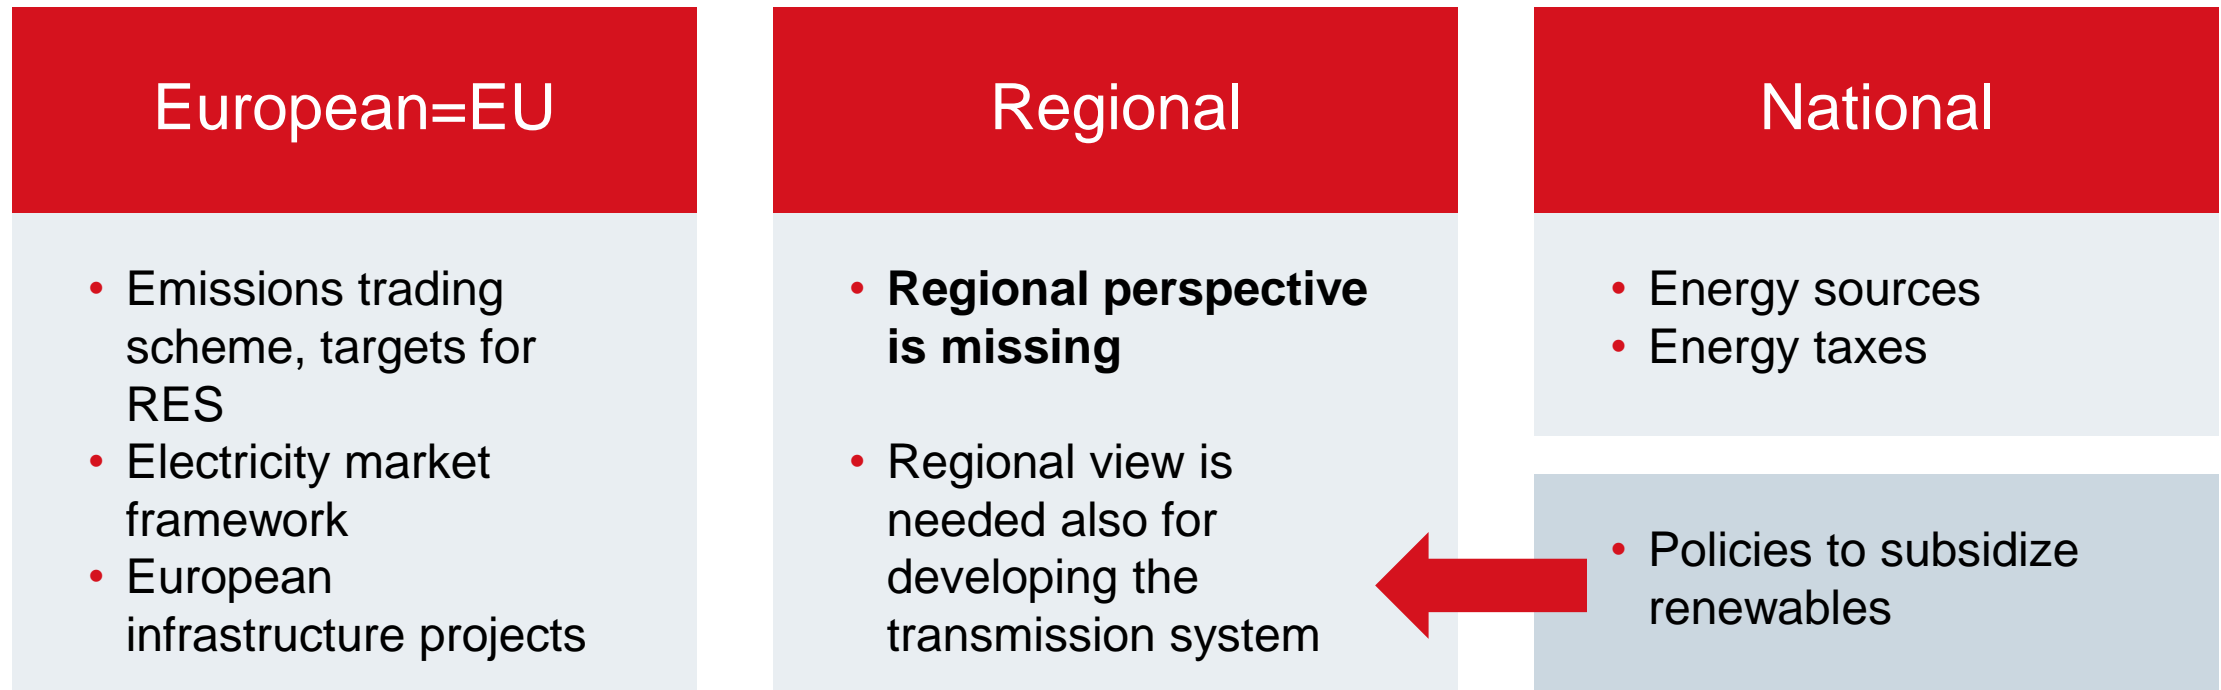 European=EU
• Emissions trading
scheme, targets for
RES
• Electricity market
framework
• European
infrastructure projects
Regional
• Regional perspective
is missing
• Regional view is
needed also for
developing the
transmission system
National
• Energy sources
• Energy taxes
• Policies to subsidize
renewables